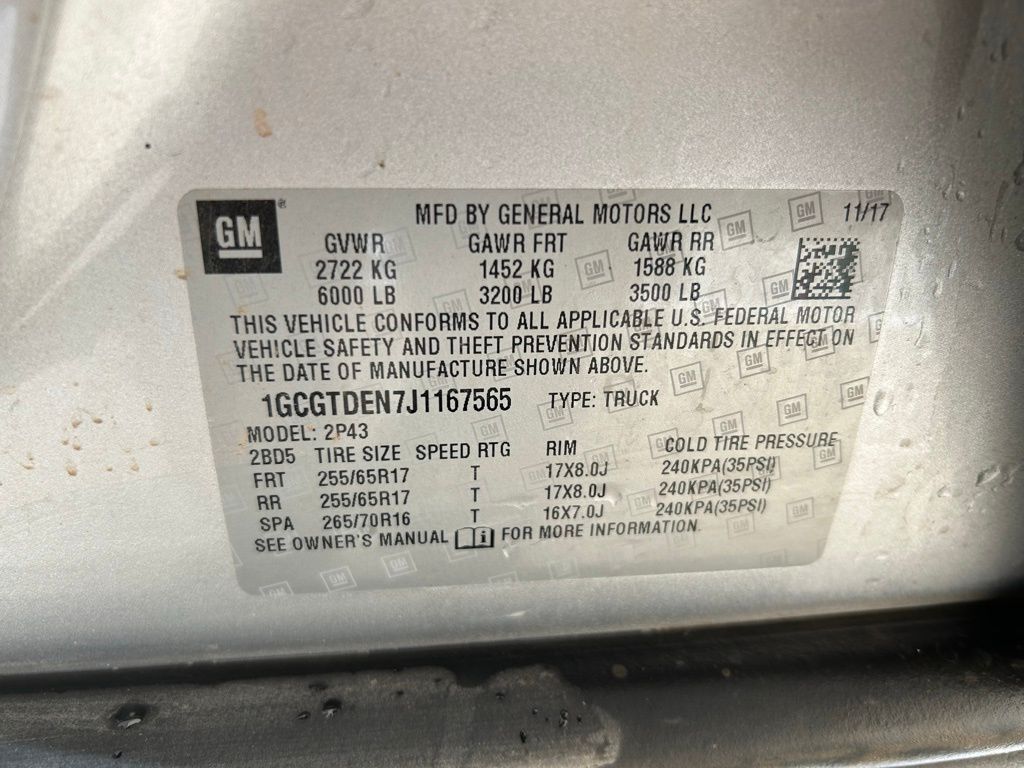 GM ®
MFD BY GENERAL MOTORS LLC 11/17
GVWR GAWR FRT GAWR RR
2722 KG 1452 KG 1588 KG
6000 LB 3200 LB 3500 LB
THIS VEHICLE CONFORMS TO ALL APPLICABLE U.S. FEDERAL MOTOR
VEHICLE SAFETY AND THEFT PREVENTION STANDARDS IN EFFECT ON
THE DATE OF MANUFACTURE SHOWN ABOVE.
1GCGTDEN7J1167565 TYPE: TRUCK
MODEL: 2P43
2BD5 TIRE SIZE SPEED RTG RIM COLD TIRE PRESSURE
FRT 255/65R17 T 17X8.0J 240KPA(35PSI)
RR 255/65R17 T 17X8.0J 240KPA(35PSI)
SPA 265/70R16 T 16X7.0J 240KPA(35PSI)
SEE OWNER'S MANUAL i FOR MORE INFORMATION.